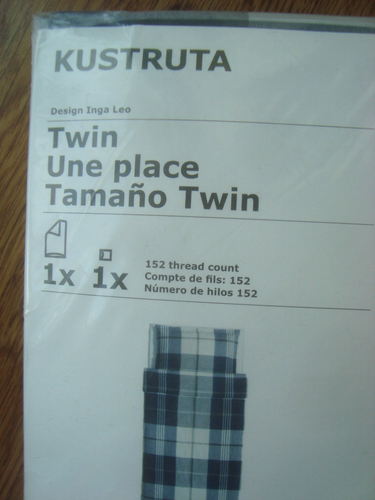 KUSTRUTA
Design Inga Leo
Twin
Une place
Tamaño Twin
1x 1x
152 thread count
Compte de fils: 152
Número de hilos 152